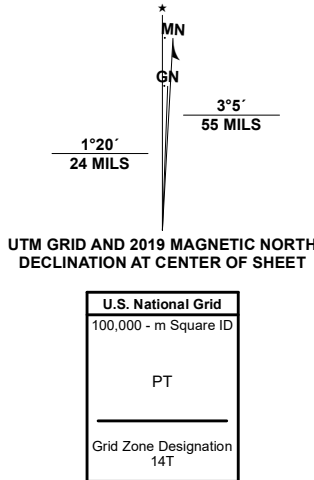 ★
MN
GN
3°5´
55 MILS
1°20´
24 MILS
UTM GRID AND 2019 MAGNETIC NORTH
DECLINATION AT CENTER OF SHEET
U.S. National Grid
100,000 - m Square ID
PT
Grid Zone Designation
14T